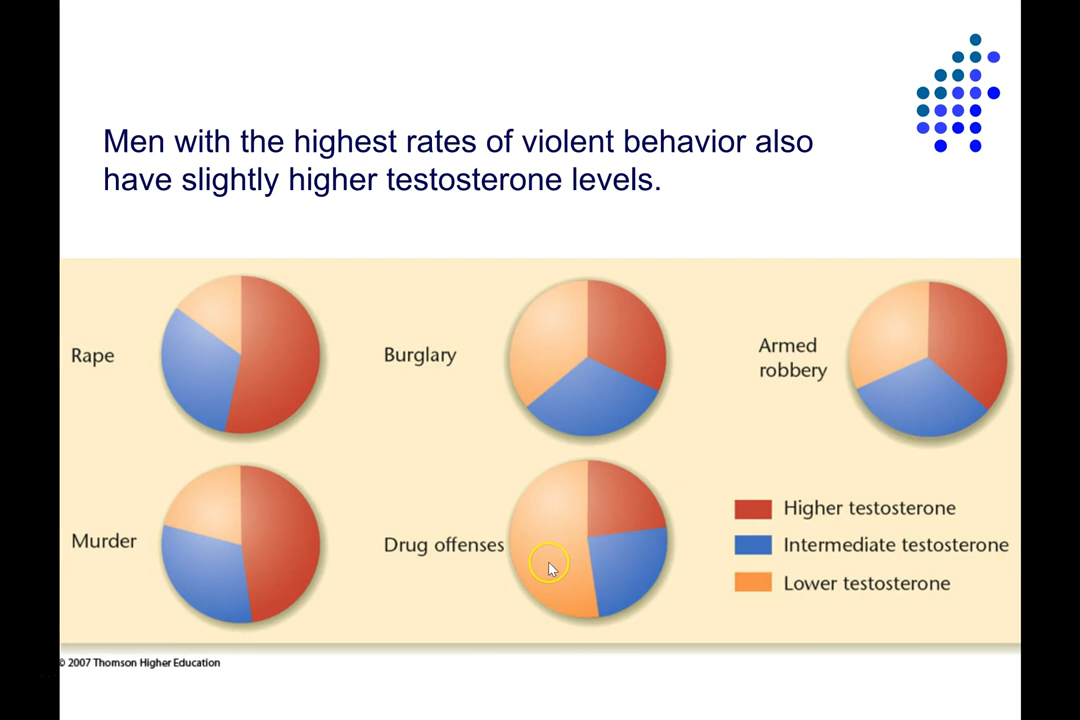 Men with the highest rates of violent behavior also
have slightly higher testosterone levels.
Rape
Burglary
Armed
robbery
Murder
Drug offenses
Higher testosterone
Intermediate testosterone
Lower testosterone
© 2007 Thomson Higher Education